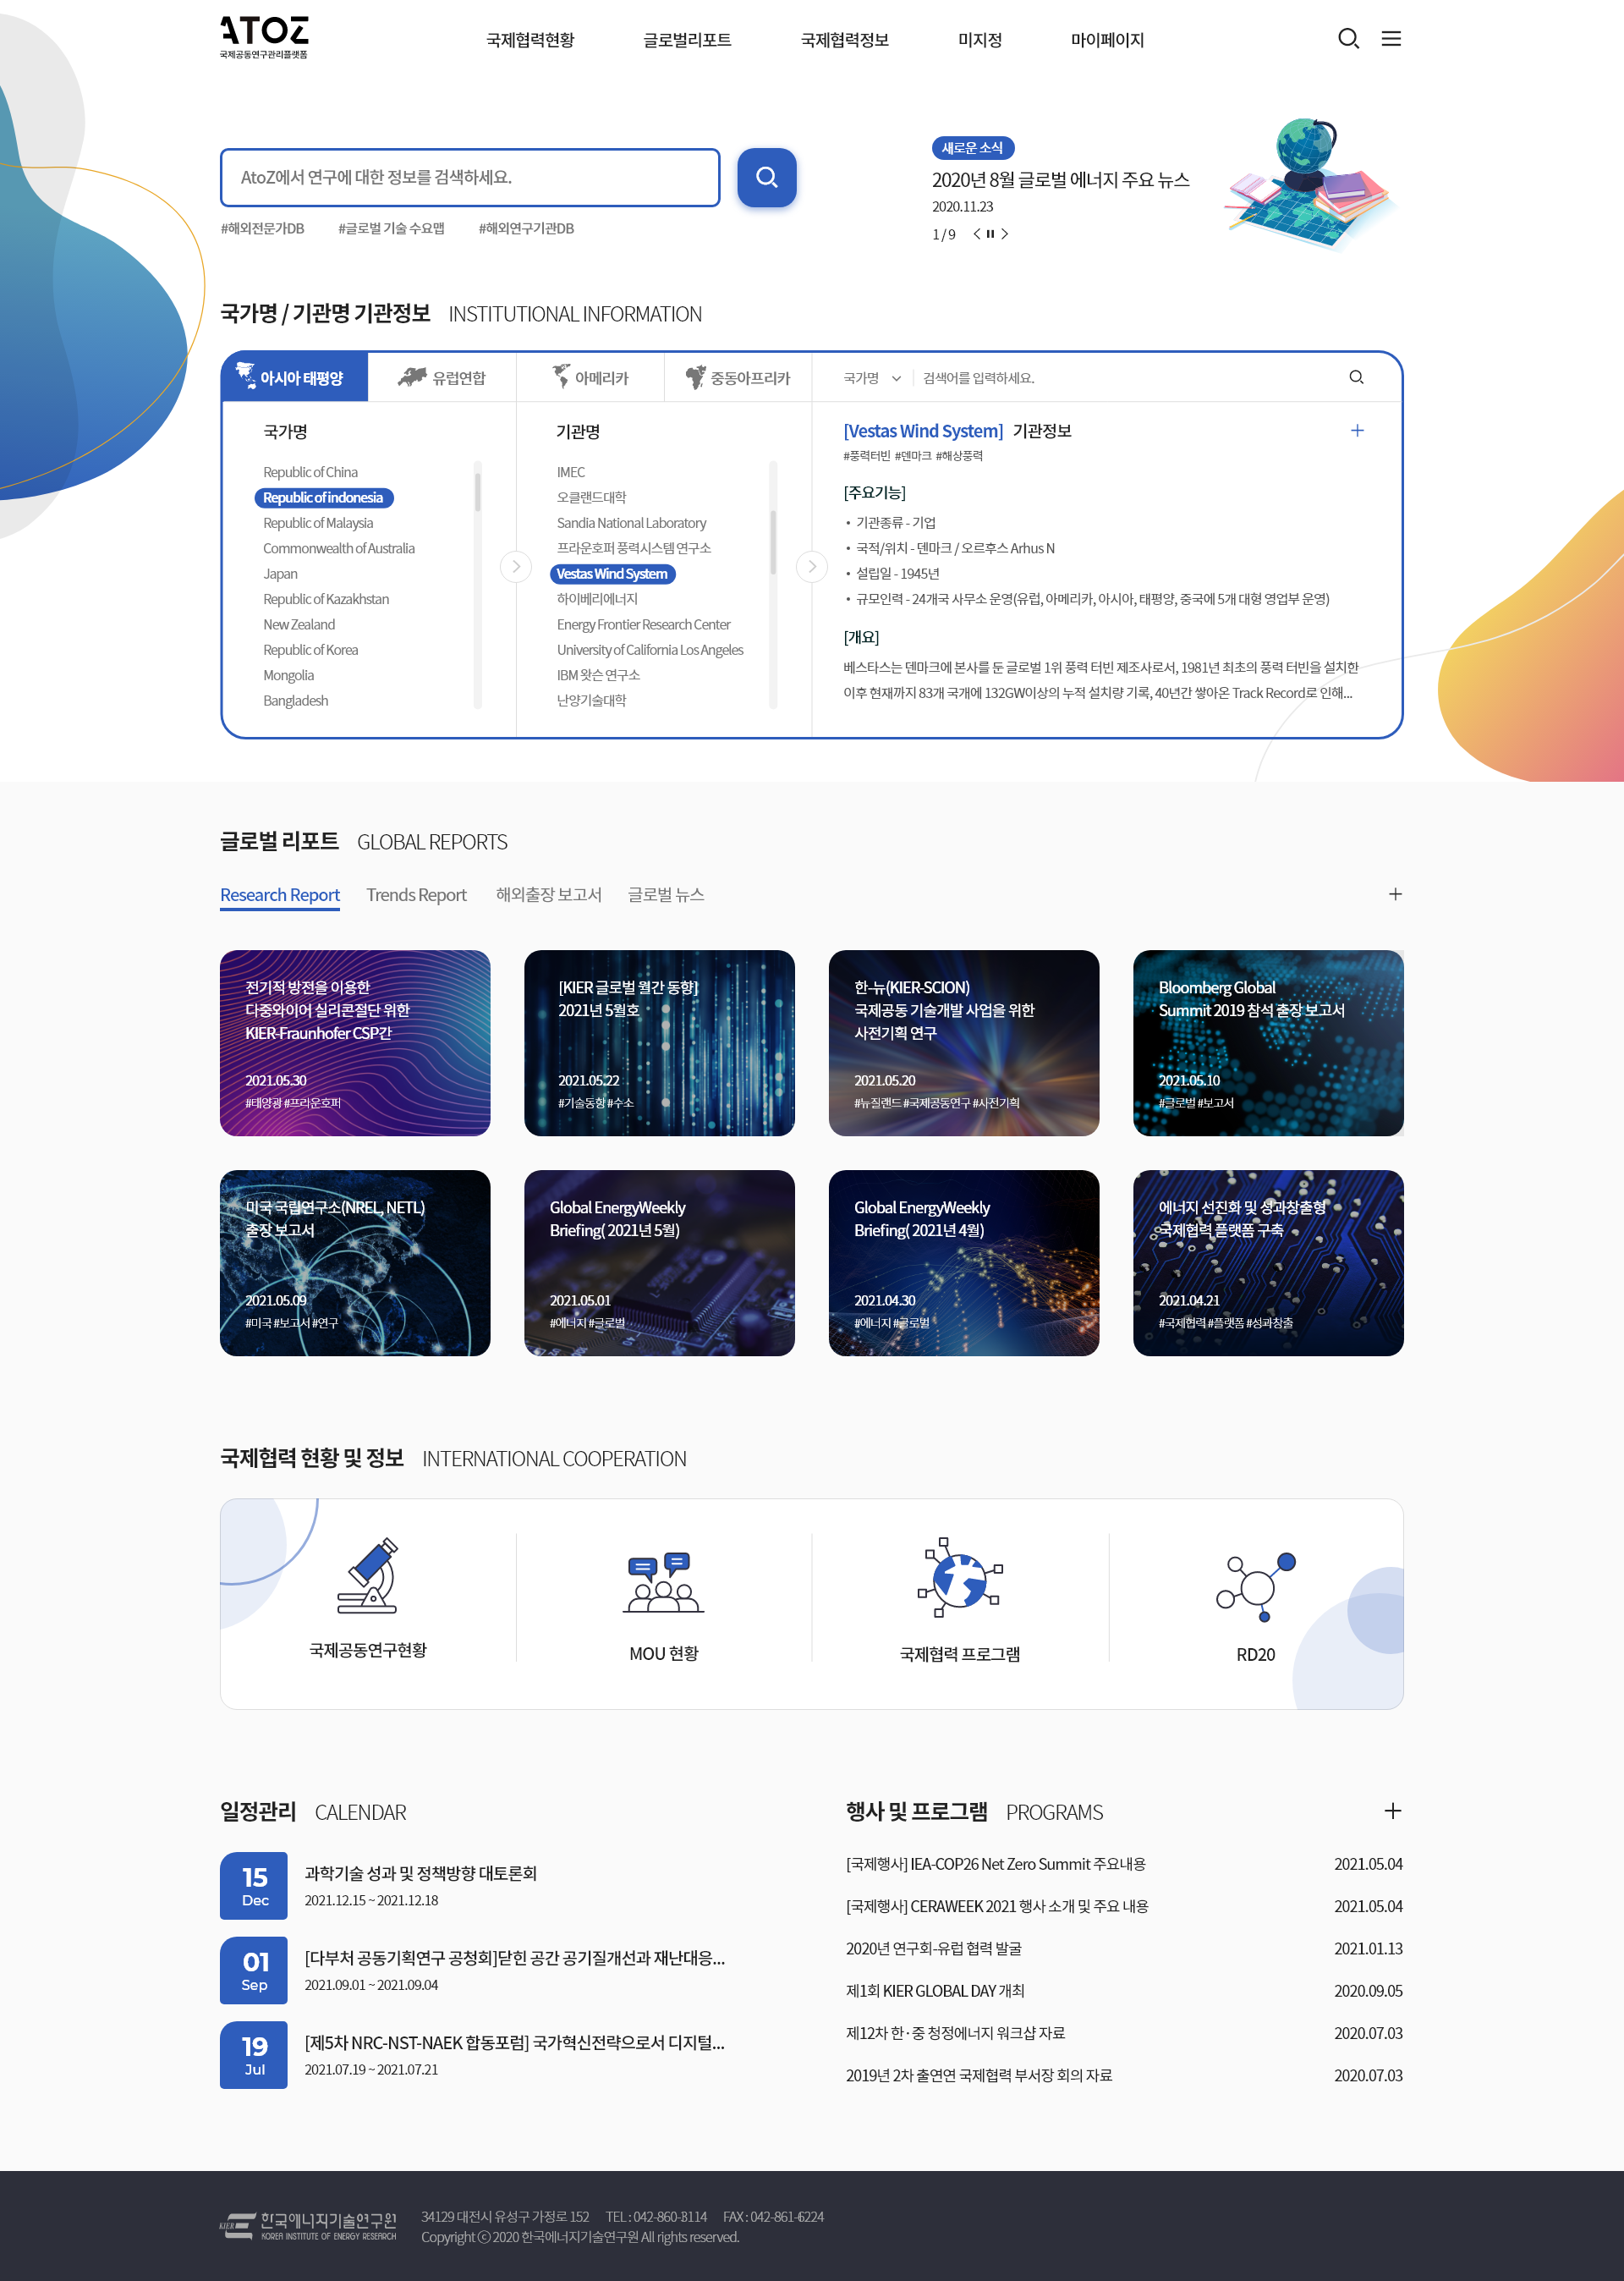 ATOZ
국제공동연구관리플랫폼
국제협력현황 글로벌리포트 국제협력정보 미지정 마이페이지
AtoZ에서 연구에 대한 정보를 검색하세요.
#해외전문가DB #글로벌 기술 수요맵 #해외연구기관DB
새로운 소식
2020년 8월 글로벌 에너지 주요 뉴스
2020.11.23
1 / 9
국가명 / 기관명 기관정보 INSTITUTIONAL INFORMATION
아시아 태평양 유럽연합 아메리카 중동아프리카 국가명 검색어를 입력하세요.
국가명
Republic of China
Republic of indonesia
Republic of Malaysia
Commonwealth of Australia
Japan
Republic of Kazakhstan
New Zealand
Republic of Korea
Mongolia
Bangladesh
기관명
IMEC
오클랜드대학
Sandia National Laboratory
프라운호퍼 풍력시스템 연구소
Vestas Wind System
하이베리에너지
Energy Frontier Research Center
University of California Los Angeles
IBM 왓슨 연구소
난양기술대학
[Vestas Wind System] 기관정보
#풍력터빈 #덴마크 #해상풍력
[주요기능]
• 기관종류 - 기업
• 국적/위치 - 덴마크 / 오르후스 Arhus N
• 설립일 - 1945년
• 규모인력 - 24개국 사무소 운영(유럽, 아메리카, 아시아, 태평양, 중국에 5개 대형 영업부 운영)
[개요]
베스타스는 덴마크에 본사를 둔 글로벌 1위 풍력 터빈 제조사로서, 1981년 최초의 풍력 터빈을 설치한
이후 현재까지 83개 국개에 132GW이상의 누적 설치량 기록, 40년간 쌓아온 Track Record로 인해...
글로벌 리포트 GLOBAL REPORTS
Research Report Trends Report 해외출장 보고서 글로벌 뉴스
전기적 방전을 이용한
다중와이어 실리콘절단 위한
KIER-Fraunhofer CSP간
2021.05.30
#태양광 #프라운호퍼
[KIER 글로벌 월간 동향]
2021년 5월호
2021.05.22
#기술동향 #수소
한-뉴(KIER-SCION)
국제공동 기술개발 사업을 위한
사전기획 연구
2021.05.20
#뉴질랜드 #국제공동연구 #사전기획
Bloomberg Global
Summit 2019 참석 출장 보고서
2021.05.10
#글로벌 #보고서
미국 국립연구소(NREL, NETL)
출장 보고서
2021.05.09
#미국 #보고서 #연구
Global EnergyWeekly
Briefing( 2021년 5월)
2021.05.01
#에너지 #글로벌
Global EnergyWeekly
Briefing( 2021년 4월)
2021.04.30
#에너지 #글로벌
에너지 선진화 및 성과창출형
국제협력 플랫폼 구축
2021.04.21
#국제협력 #플랫폼 #성과창출
국제협력 현황 및 정보 INTERNATIONAL COOPERATION
국제공동연구현황
MOU 현황
국제협력 프로그램
RD20
일정관리 CALENDAR
15
Dec
과학기술 성과 및 정책방향 대토론회
2021.12.15 ~ 2021.12.18
01
Sep
[다부처 공동기획연구 공청회]닫힌 공간 공기질개선과 재난대응...
2021.09.01 ~ 2021.09.04
19
Jul
[제5차 NRC-NST-NAEK 합동포럼] 국가혁신전략으로서 디지털...
2021.07.19 ~ 2021.07.21
행사 및 프로그램 PROGRAMS
[국제행사] IEA-COP26 Net Zero Summit 주요내용 2021.05.04
[국제행사] CERAWEEK 2021 행사 소개 및 주요 내용 2021.05.04
2020년 연구회-유럽 협력 발굴 2021.01.13
제1회 KIER GLOBAL DAY 개최 2020.09.05
제12차 한·중 청정에너지 워크샵 자료 2020.07.03
2019년 2차 출연연 국제협력 부서장 회의 자료 2020.07.03
KIER 한국에너지기술연구원
KOREA INSTITUTE OF ENERGY RESEARCH
34129 대전시 유성구 가정로 152 TEL : 042-860-3114 FAX : 042-861-6224
Copyright ⓒ 2020 한국에너지기술연구원 All rights reserved.